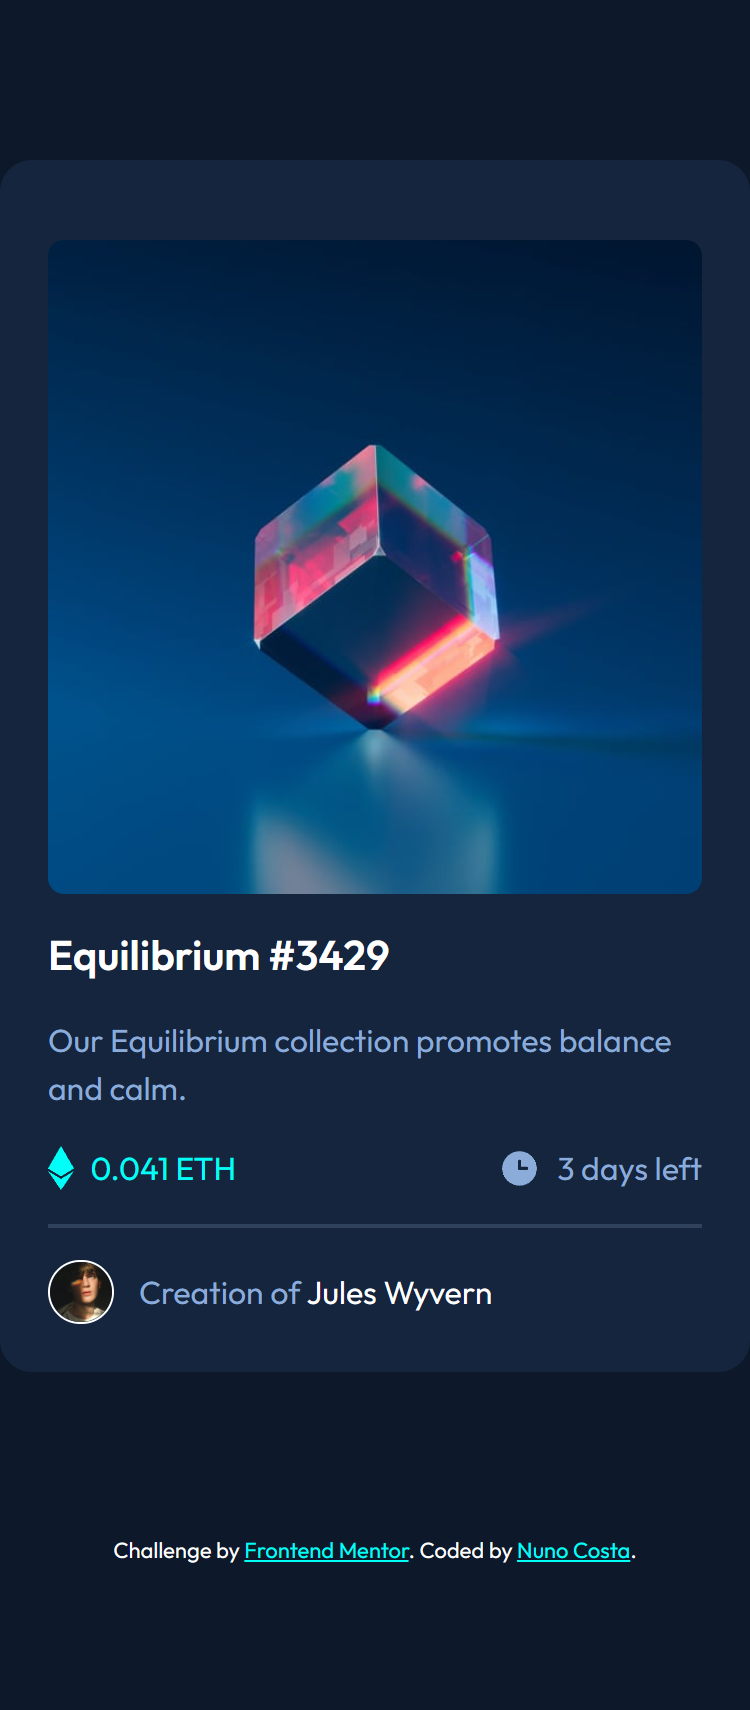 Equilibrium #3429
Our Equilibrium collection promotes balance
and calm.
0.041 ETH
3 days left
Creation of Jules Wyvern
Challenge by Frontend Mentor. Coded by Nuno Costa.